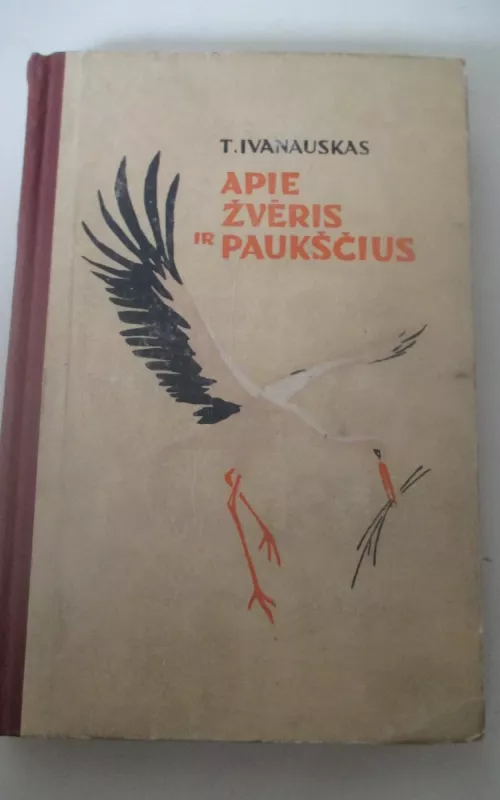 T. IVANAUSKAS
APIE
ŽVĖRIS
IR PAUKŠČIUS